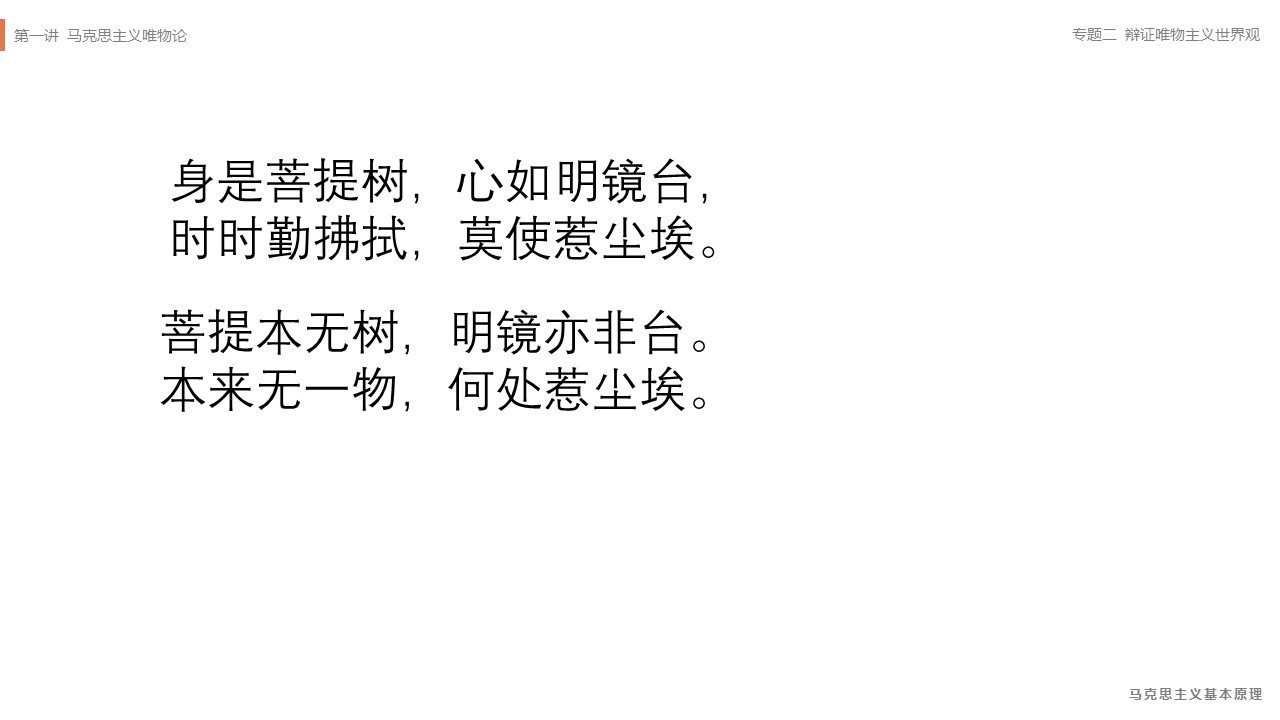 第一讲 马克思主义唯物论
专题二 辩证唯物主义世界观
身是菩提树，心如明镜台，
时时勤拂拭，莫使惹尘埃。
菩提本无树，明镜亦非台。
本来无一物，何处惹尘埃。
马克思主义基本原理